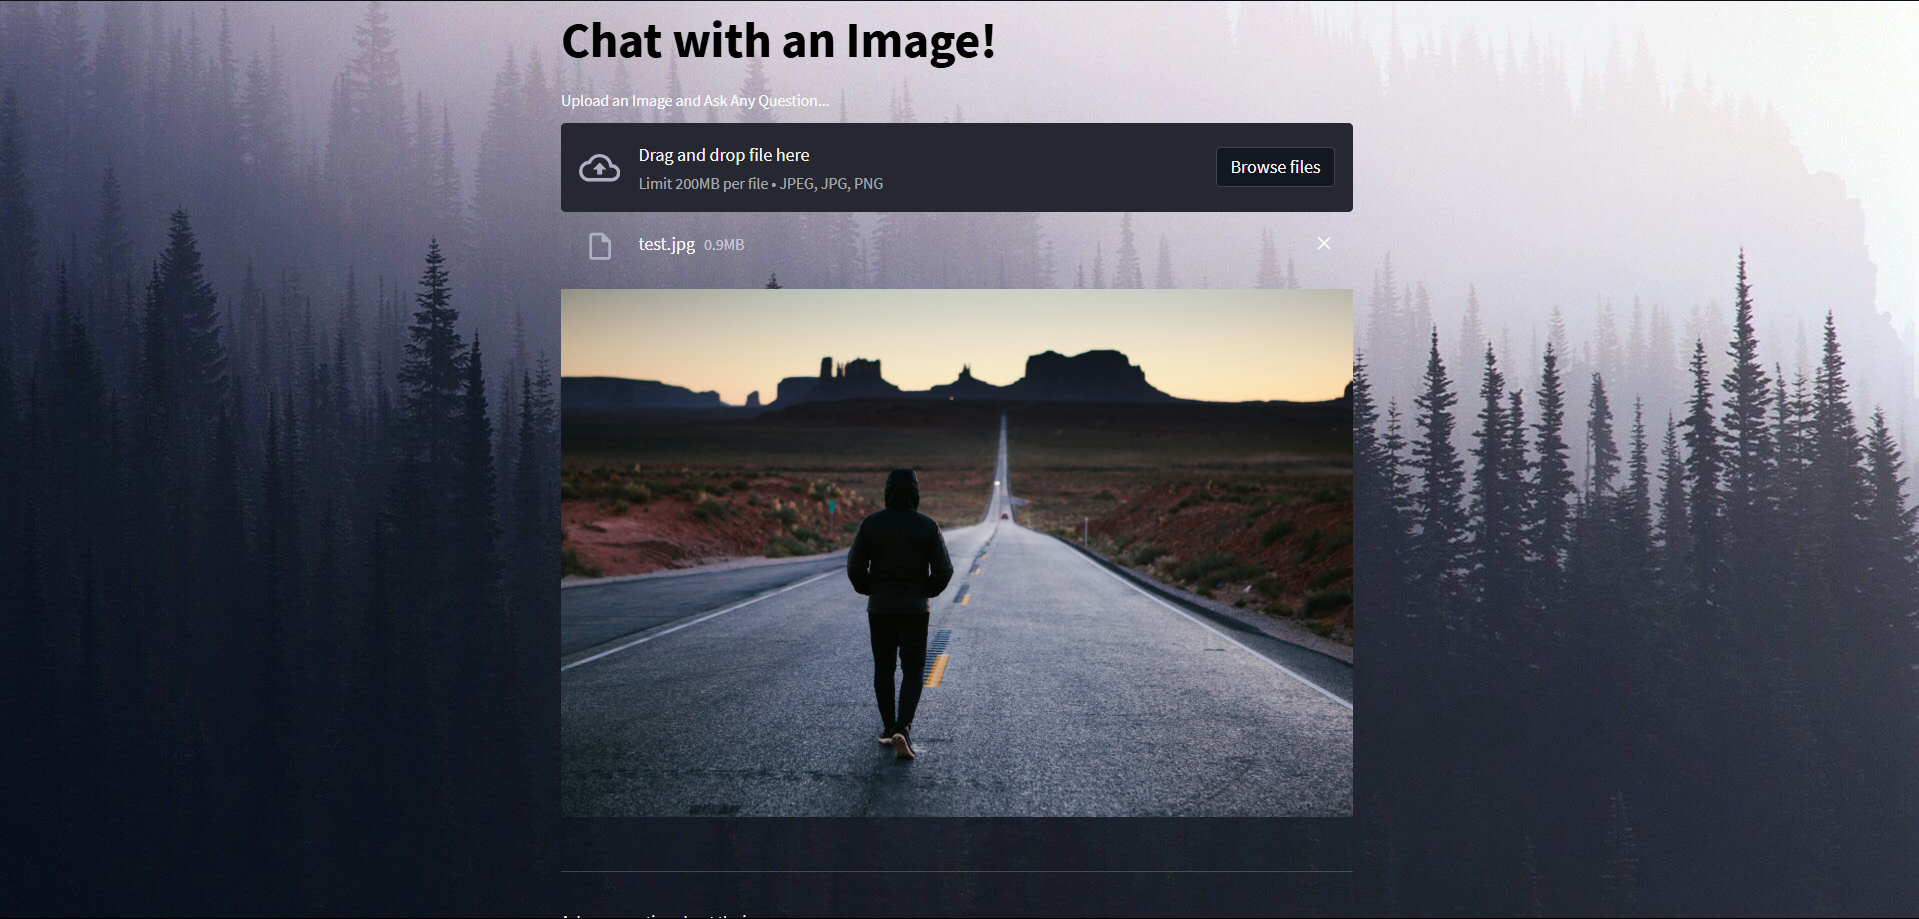 Chat with an Image!
Upload an Image and Ask Any Question...
Drag and drop file here
Limit 200MB per file • JPEG, JPG, PNG
Browse files
test.jpg 0.9MB